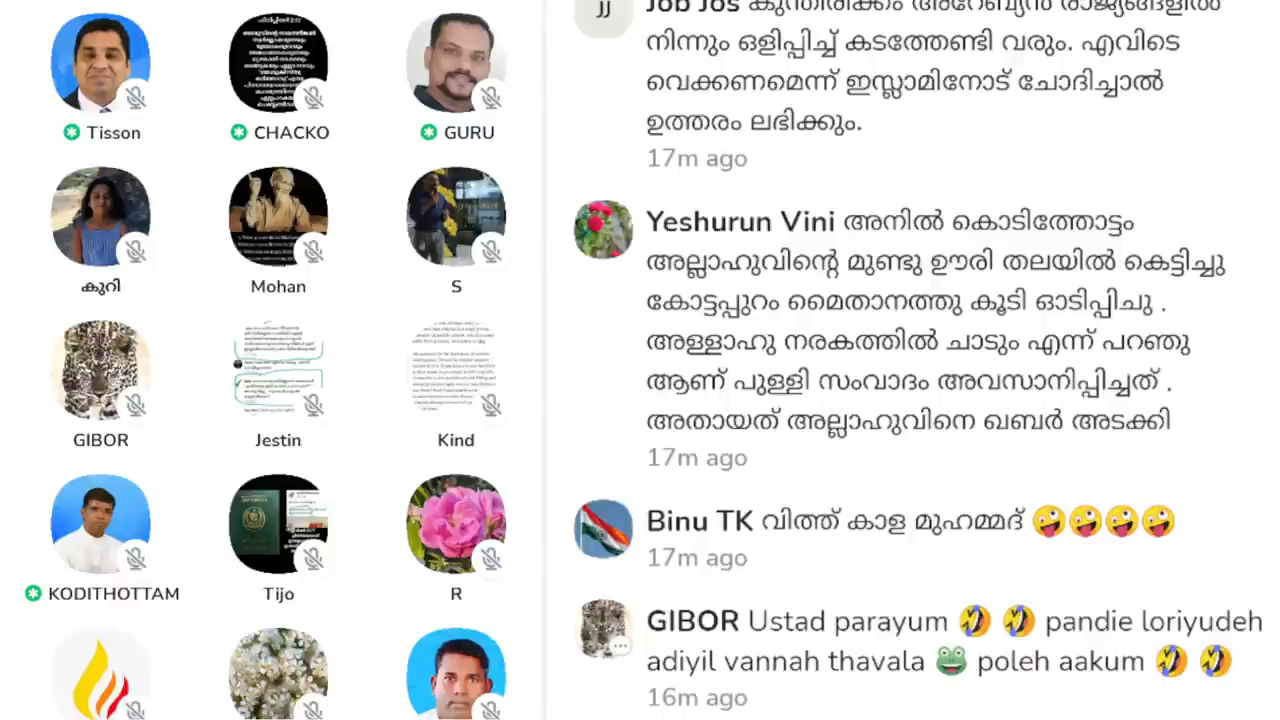 Tisson
CHACKO
GURU
കുറി
Mohan
S
GIBOR
Jestin
Kind
KODITHOTTAM
Tijo
R
JJ
Job Jos കുന്തിരിക്കം അറേബ്യൻ രാജ്യങ്ങളിൽ
നിന്നും ഒളിപ്പിച്ച് കടത്തേണ്ടി വരും. എവിടെ
വെക്കണമെന്ന് ഇസ്ലാമിനോട് ചോദിച്ചാൽ
ഉത്തരം ലഭിക്കും.
17m ago
Yeshurun Vini അനിൽ കൊടിത്തോട്ടം
അല്ലാഹുവിന്റെ മുണ്ടു ഊരി തലയിൽ കെട്ടിച്ചു
കോട്ടപ്പുറം മൈതാനത്തു കൂടി ഓടിപ്പിചു .
അള്ളാഹു നരകത്തിൽ ചാടും എന്ന് പറഞു
ആണ് പുള്ളി സംവാദം അവസാനിപ്പിച്ചത് .
അതായത് അല്ലാഹുവിനെ ഖബർ അടക്കി
17m ago
Binu TK വിത്ത് കാള മുഹമ്മദ് 🤪🤪🤪🤪
17m ago
GIBOR Ustad parayum 🤣 🤣 pandie loriyudeh
adiyil vannah thavala 🐸 poleh aakum 🤣 🤣
16m ago